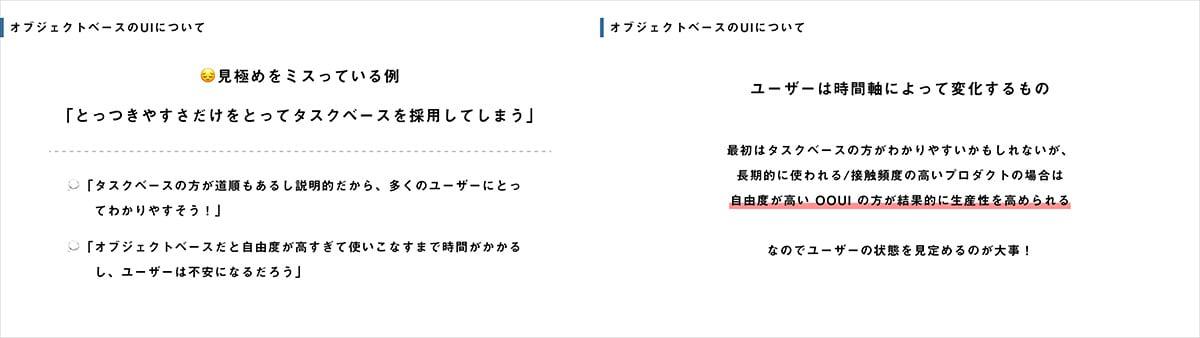 オブジェクトベースのUIについて
😔見極めをミスっている例
「とっつきやすさだけをとってタスクベースを採用してしまう」
「タスクベースの方が道順もあるし説明的だから、多くのユーザーにとっ
てわかりやすそう！」
「オブジェクトベースだと自由度が高すぎて使いこなすまで時間がかかる
し、ユーザーは不安になるだろう」
オブジェクトベースのUIについて
ユーザーは時間軸によって変化するもの
最初はタスクベースの方がわかりやすいかもしれないが、
長期的に使われる/接触頻度の高いプロダクトの場合は
自由度が高い OOUI の方が結果的に生産性を高められる
なのでユーザーの状態を見定めるのが大事！